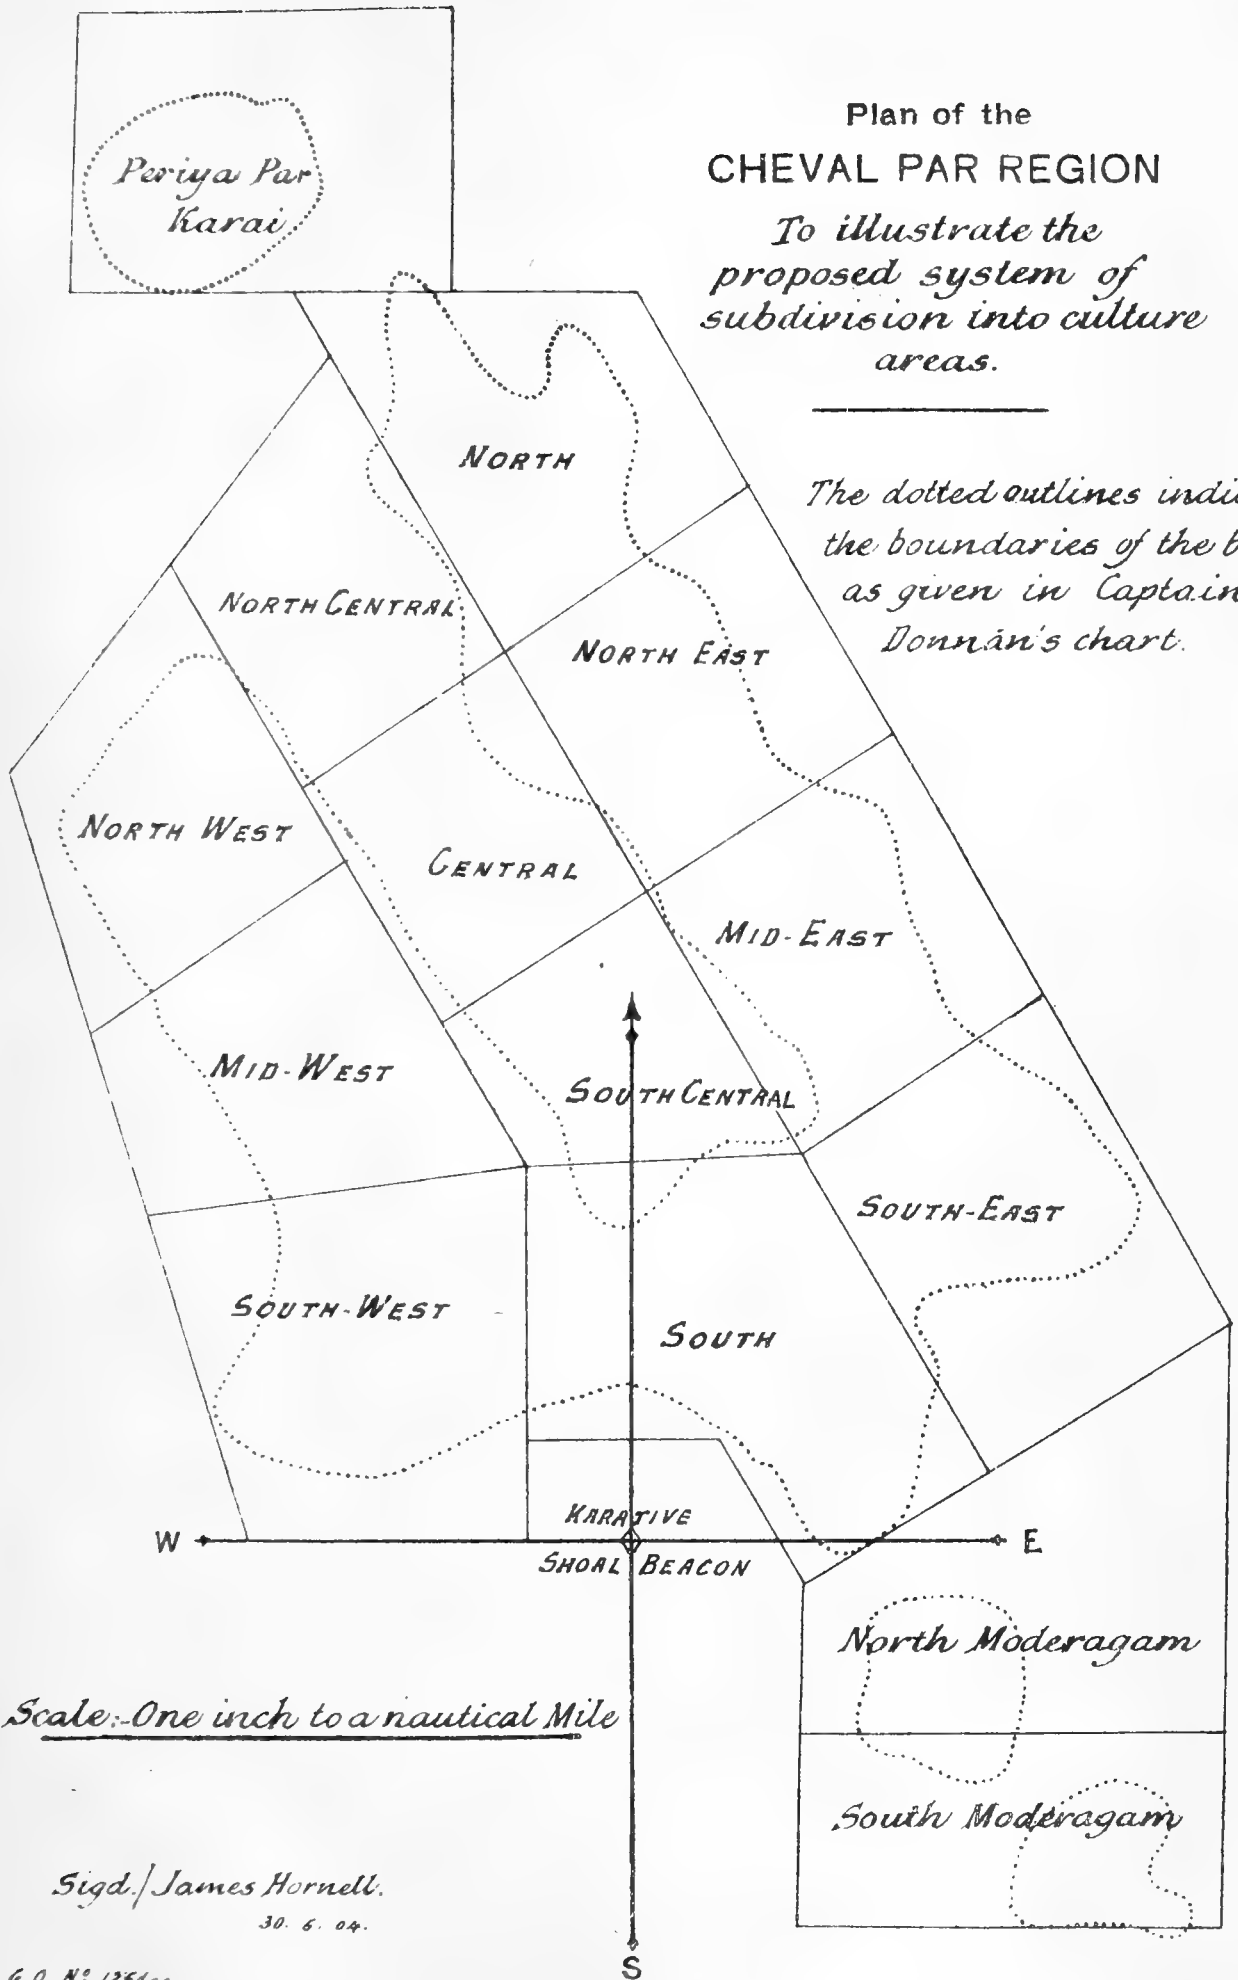 Plan of the
CHEVAL PAR REGION
To illustrate the
proposed system of
subdivision into culture
areas.
Periya Par
Karai
The dotted outlines
the boundaries of the
as given in Captain
Donnan's chart.
NORTH
NORTH CENTRAL
NORTH EAST
NORTH WEST
CENTRAL
MID-EAST
MID-WEST
SOUTH CENTRAL
SOUTH-EAST
SOUTH-WEST
SOUTH
KARATIVE
W E
SHOAL BEACON
North Moderagam
Scale:-One inch to a nautical Mile
South Moderagam
Sigd./James Hornell.
30. 6. 04.
S
G.O. Nº